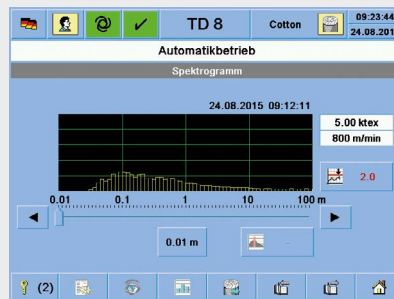 TD 8
Cotton
09:23:44
24.08.201
Automatikbetrieb
Spektrogramm
24.08.2015 09:12:11
5.00 ktex
800 m/min
2.0
0.01 0.1 1 10 100 m
0.01 m
-
(2)